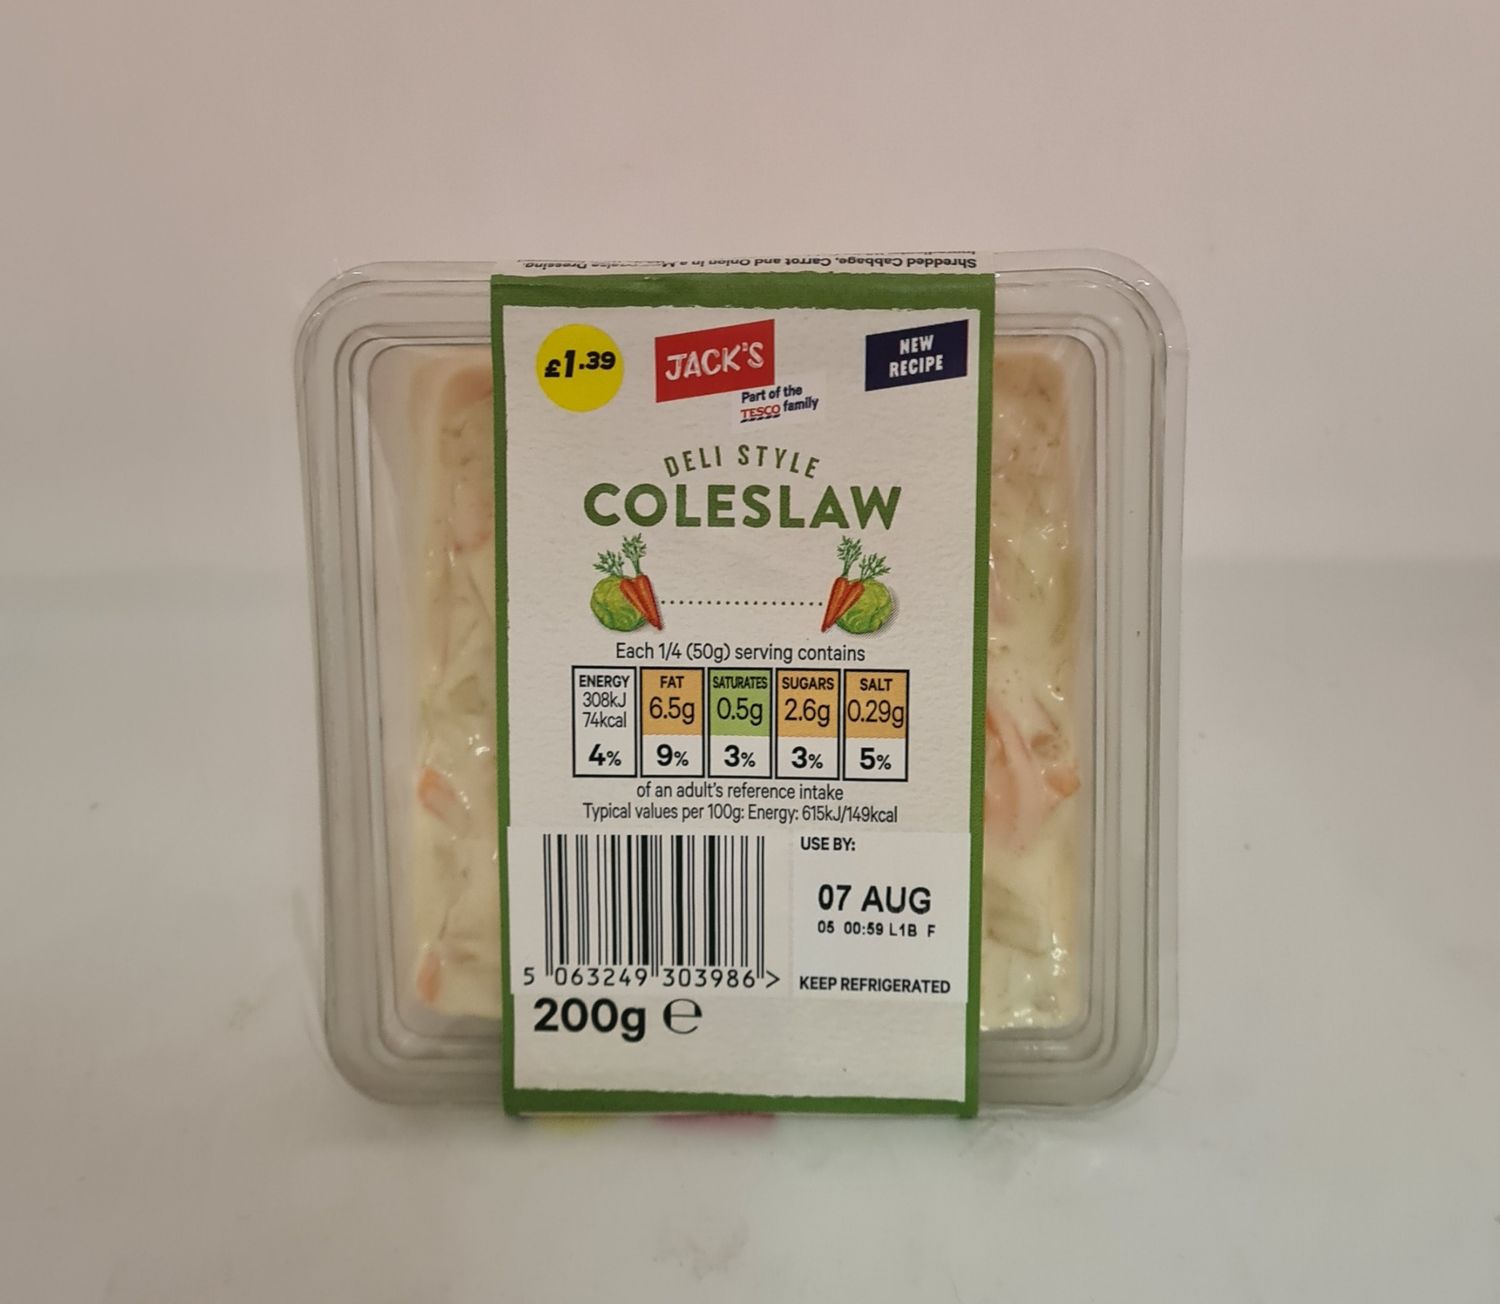 Shredded Cabbage, Carrot and Onion in a Mayonnaise Dressing.
£1.39
JACK'S
Part of the
TESCO family
NEW
RECIPE
DELI STYLE
COLESLAW
Each 1/4 (50g) serving contains
ENERGY FAT SATURATES SUGARS SALT
308kJ
74kcal 6.5g 0.5g 2.6g 0.29g
4% 9% 3% 3% 5%
of an adult's reference intake
Typical values per 100g: Energy: 615kJ/149kcal
USE BY:
07 AUG
05 00:59 L1B F
KEEP REFRIGERATED
5 063249 303986 >
200g ℮